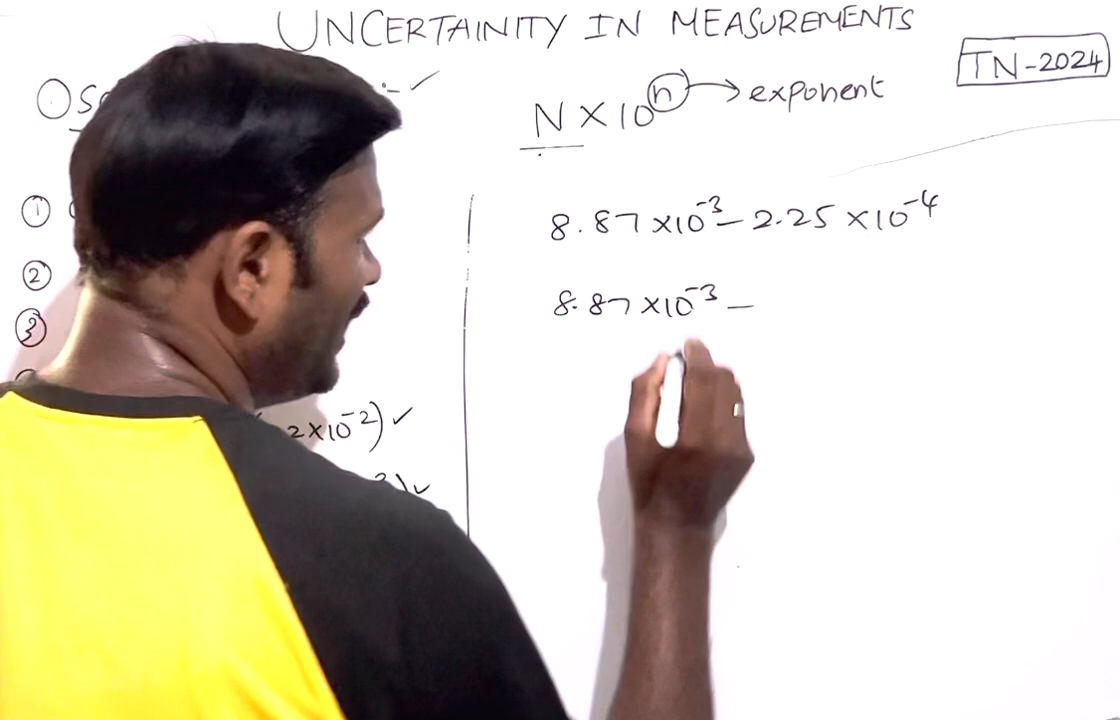 UNCERTAINITY IN MEASUREMENTS
TN-2024
N × 10ⁿ → exponent
①
8.87 ×10⁻³ – 2.25 ×10⁻⁴
②
8.87 ×10⁻³ –
③
2×10⁻²) ✓